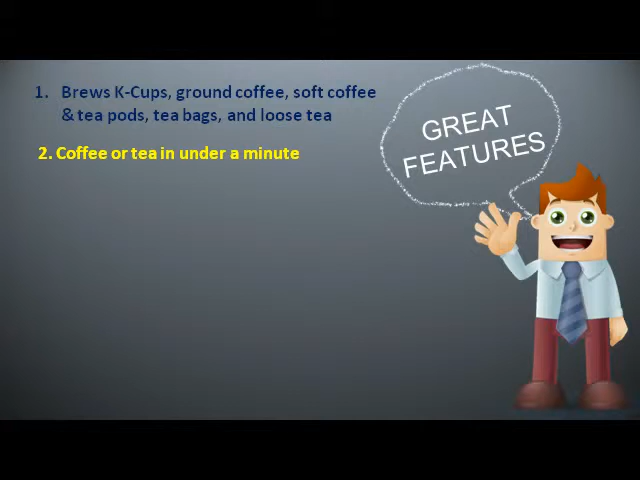 1. Brews K-Cups, ground coffee, soft coffee
& tea pods, tea bags, and loose tea
2. Coffee or tea in under a minute
GREAT
FEATURES